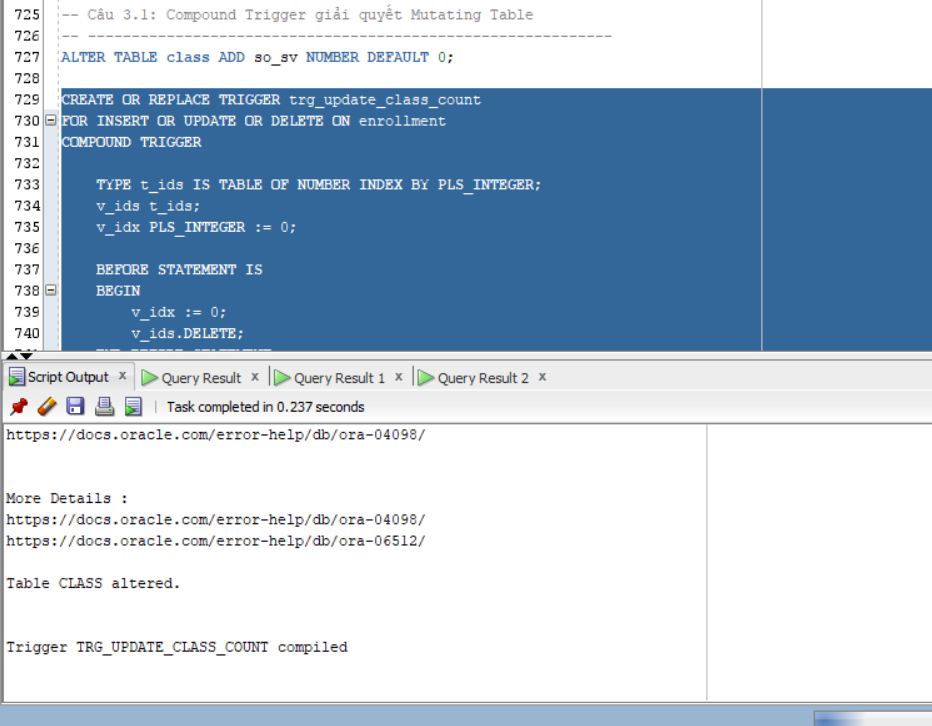 725 -- Câu 3.1: Compound Trigger giải quyết Mutating Table
726 -- ------------------------------------------------------------
727 ALTER TABLE class ADD so_sv NUMBER DEFAULT 0;
728
729 CREATE OR REPLACE TRIGGER trg_update_class_count
730 FOR INSERT OR UPDATE OR DELETE ON enrollment
731 COMPOUND TRIGGER
732
733 TYPE t_ids IS TABLE OF NUMBER INDEX BY PLS_INTEGER;
734 v_ids t_ids;
735 v_idx PLS_INTEGER := 0;
736
737 BEFORE STATEMENT IS
738 BEGIN
739 v_idx := 0;
740 v_ids.DELETE;
Script Output x Query Result x Query Result 1 x Query Result 2 x
Task completed in 0.237 seconds
https://docs.oracle.com/error-help/db/ora-04098/
More Details :
https://docs.oracle.com/error-help/db/ora-04098/
https://docs.oracle.com/error-help/db/ora-06512/
Table CLASS altered.
Trigger TRG_UPDATE_CLASS_COUNT compiled